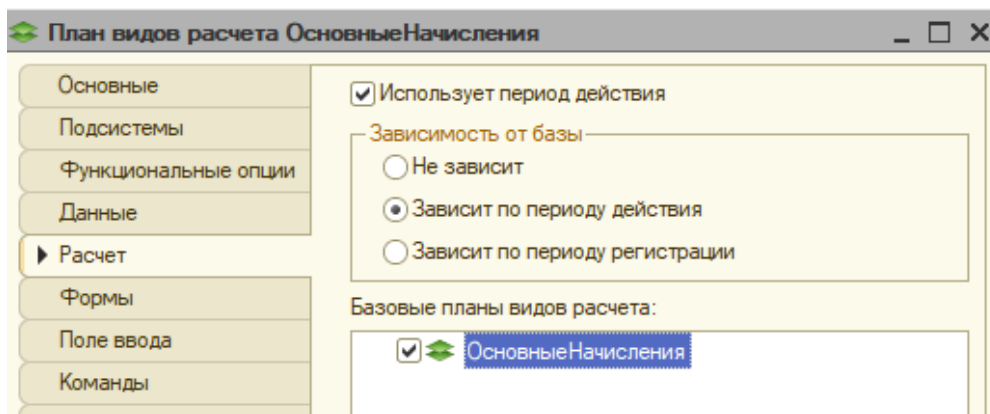 План видов расчета ОсновныеНачисления
Основные
Подсистемы
Функциональные опции
Данные
Расчет
Формы
Поле ввода
Команды
Использует период действия
Зависимость от базы
Не зависит
Зависит по периоду действия
Зависит по периоду регистрации
Базовые планы видов расчета:
ОсновныеНачисления